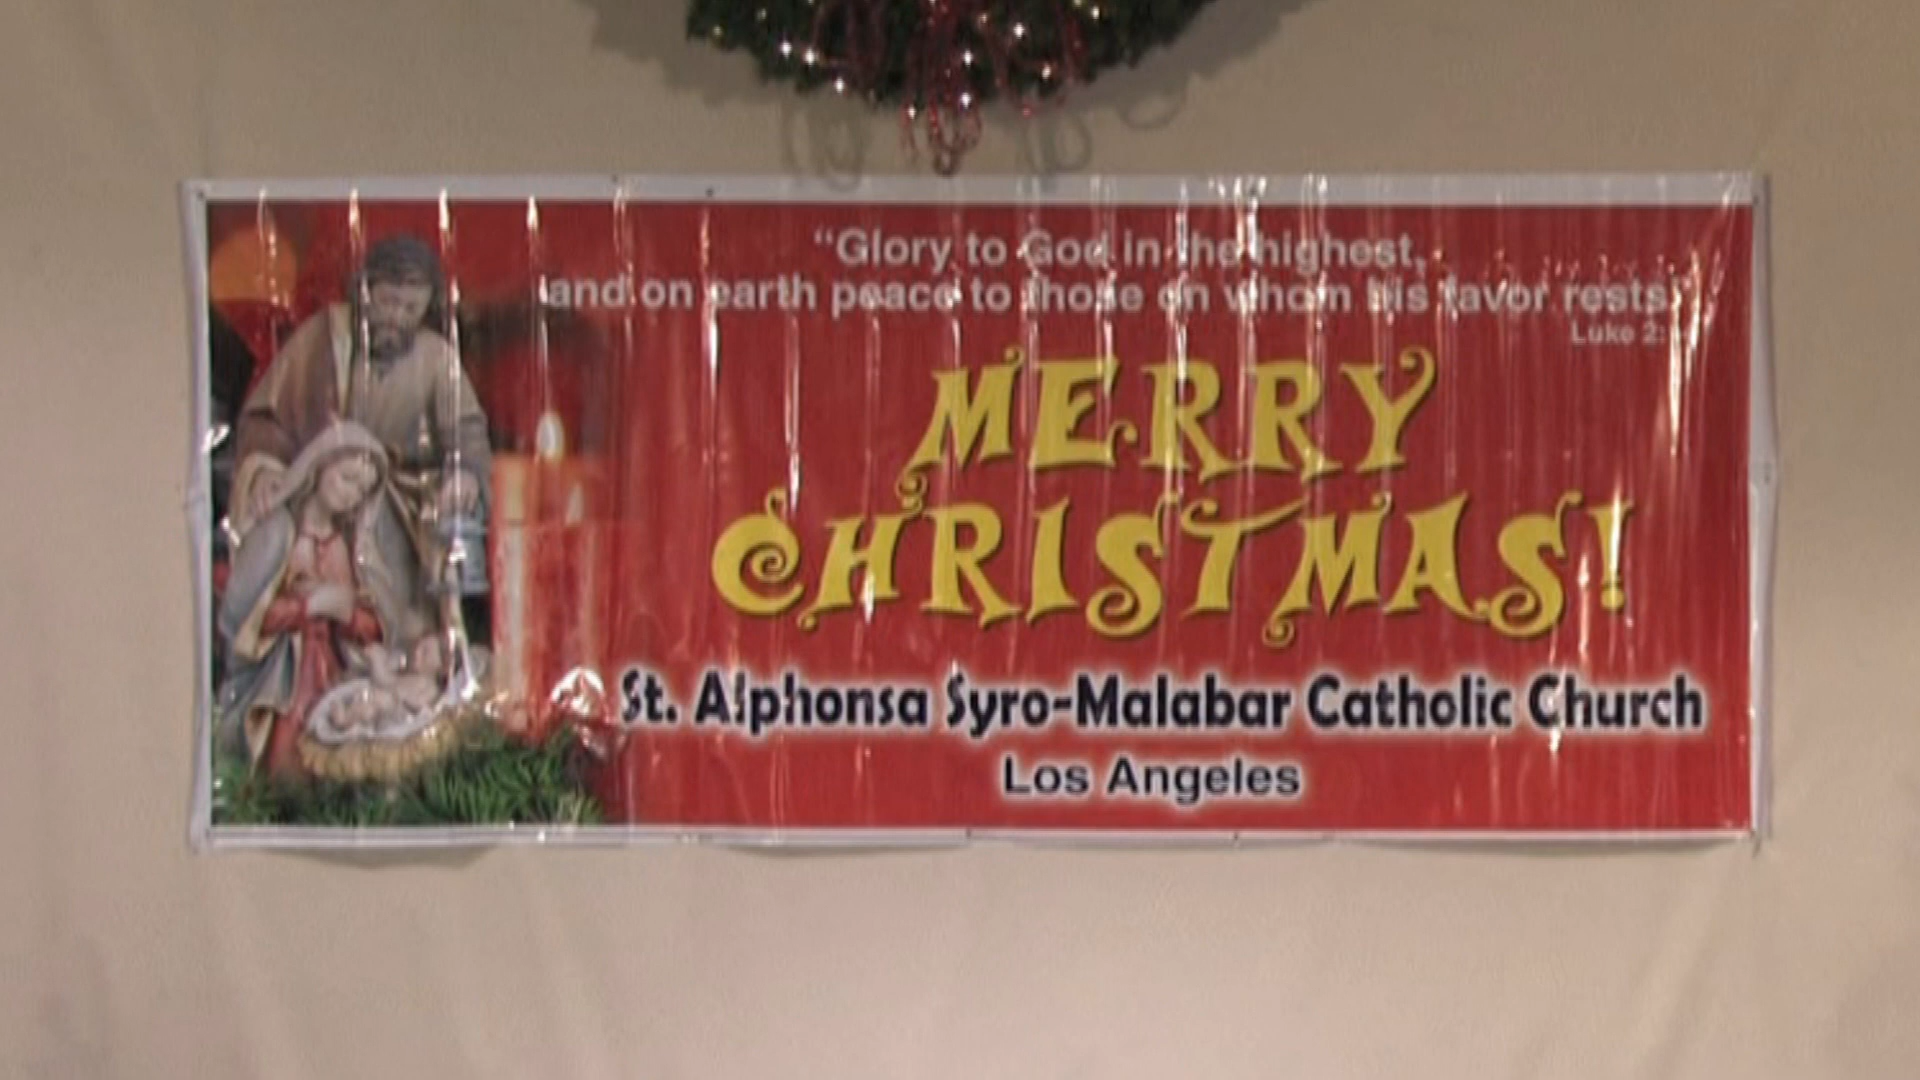 “Glory to God in the highest,
and on earth peace to those on whom his favor rests.”
Luke 2:
MERRY
CHRISTMAS!
St. Alphonsa Syro-Malabar Catholic Church
Los Angeles